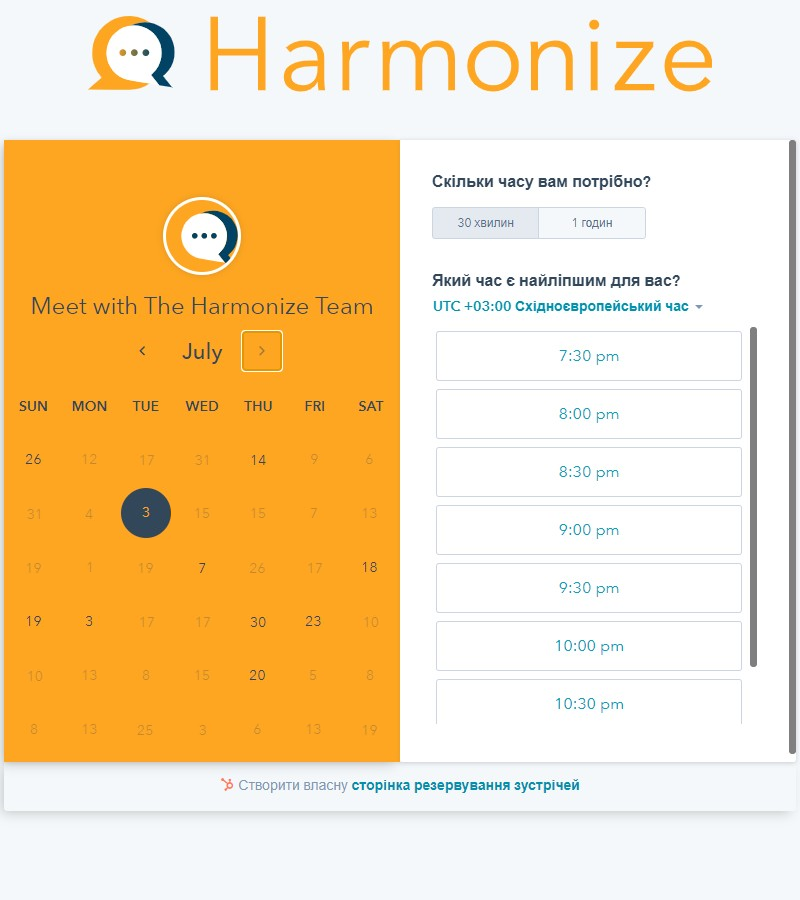 Harmonize
Meet with The Harmonize Team
July
SUN MON TUE WED THU FRI SAT
26 12 17 31 14 9 6
31 4 3 15 15 7 13
19 1 19 7 26 17 18
19 3 17 17 30 23 10
10 13 8 15 20 5 8
8 13 25 3 6 13 19
Скільки часу вам потрібно?
30 хвилин 1 годин
Який час є найліпшим для вас?
UTC +03:00 Східноєвропейський час
7:30 pm
8:00 pm
8:30 pm
9:00 pm
9:30 pm
10:00 pm
10:30 pm
Створити власну сторінка резервування зустрічей